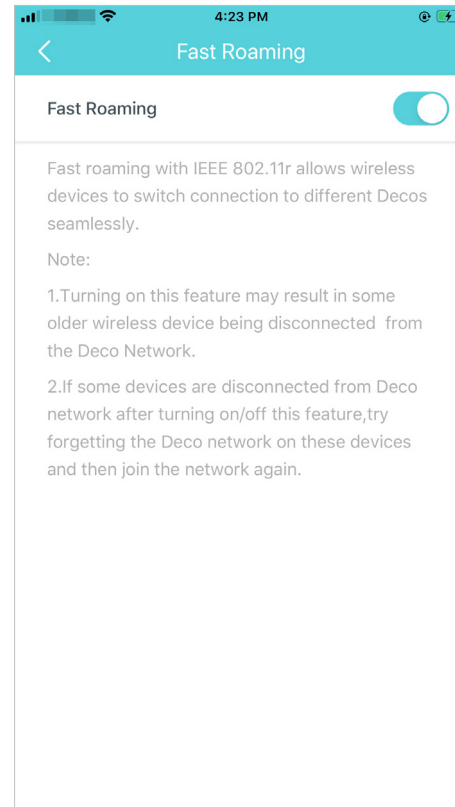 4:23 PM
Fast Roaming
Fast Roaming
Fast roaming with IEEE 802.11r allows wireless
devices to switch connection to different Decos
seamlessly.
Note:
1.Turning on this feature may result in some
older wireless device being disconnected  from
the Deco Network.
2.If some devices are disconnected from Deco
network after turning on/off this feature,try
forgetting the Deco network on these devices
and then join the network again.